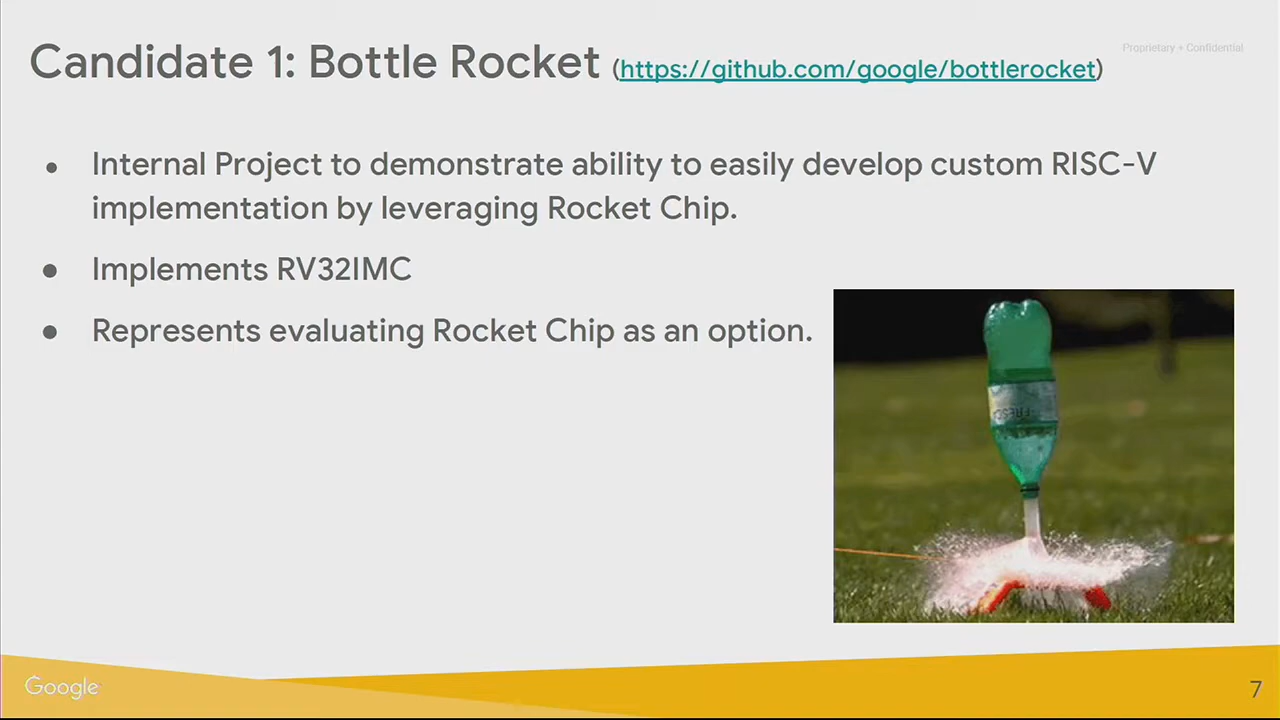 Candidate 1: Bottle Rocket (https://github.com/google/bottlerocket)
Proprietary + Confidential
● Internal Project to demonstrate ability to easily develop custom RISC-V
implementation by leveraging Rocket Chip.
● Implements RV32IMC
● Represents evaluating Rocket Chip as an option.
FRESCA
Google
7